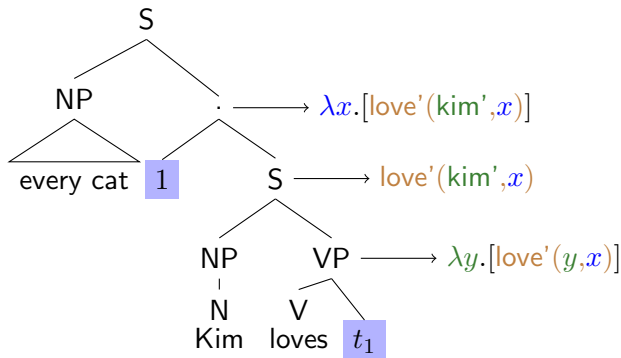 S
NP . λx.[love'(kim',x)]
every cat 1 S love'(kim',x)
NP VP λy.[love'(y,x)]
N V
Kim loves t₁